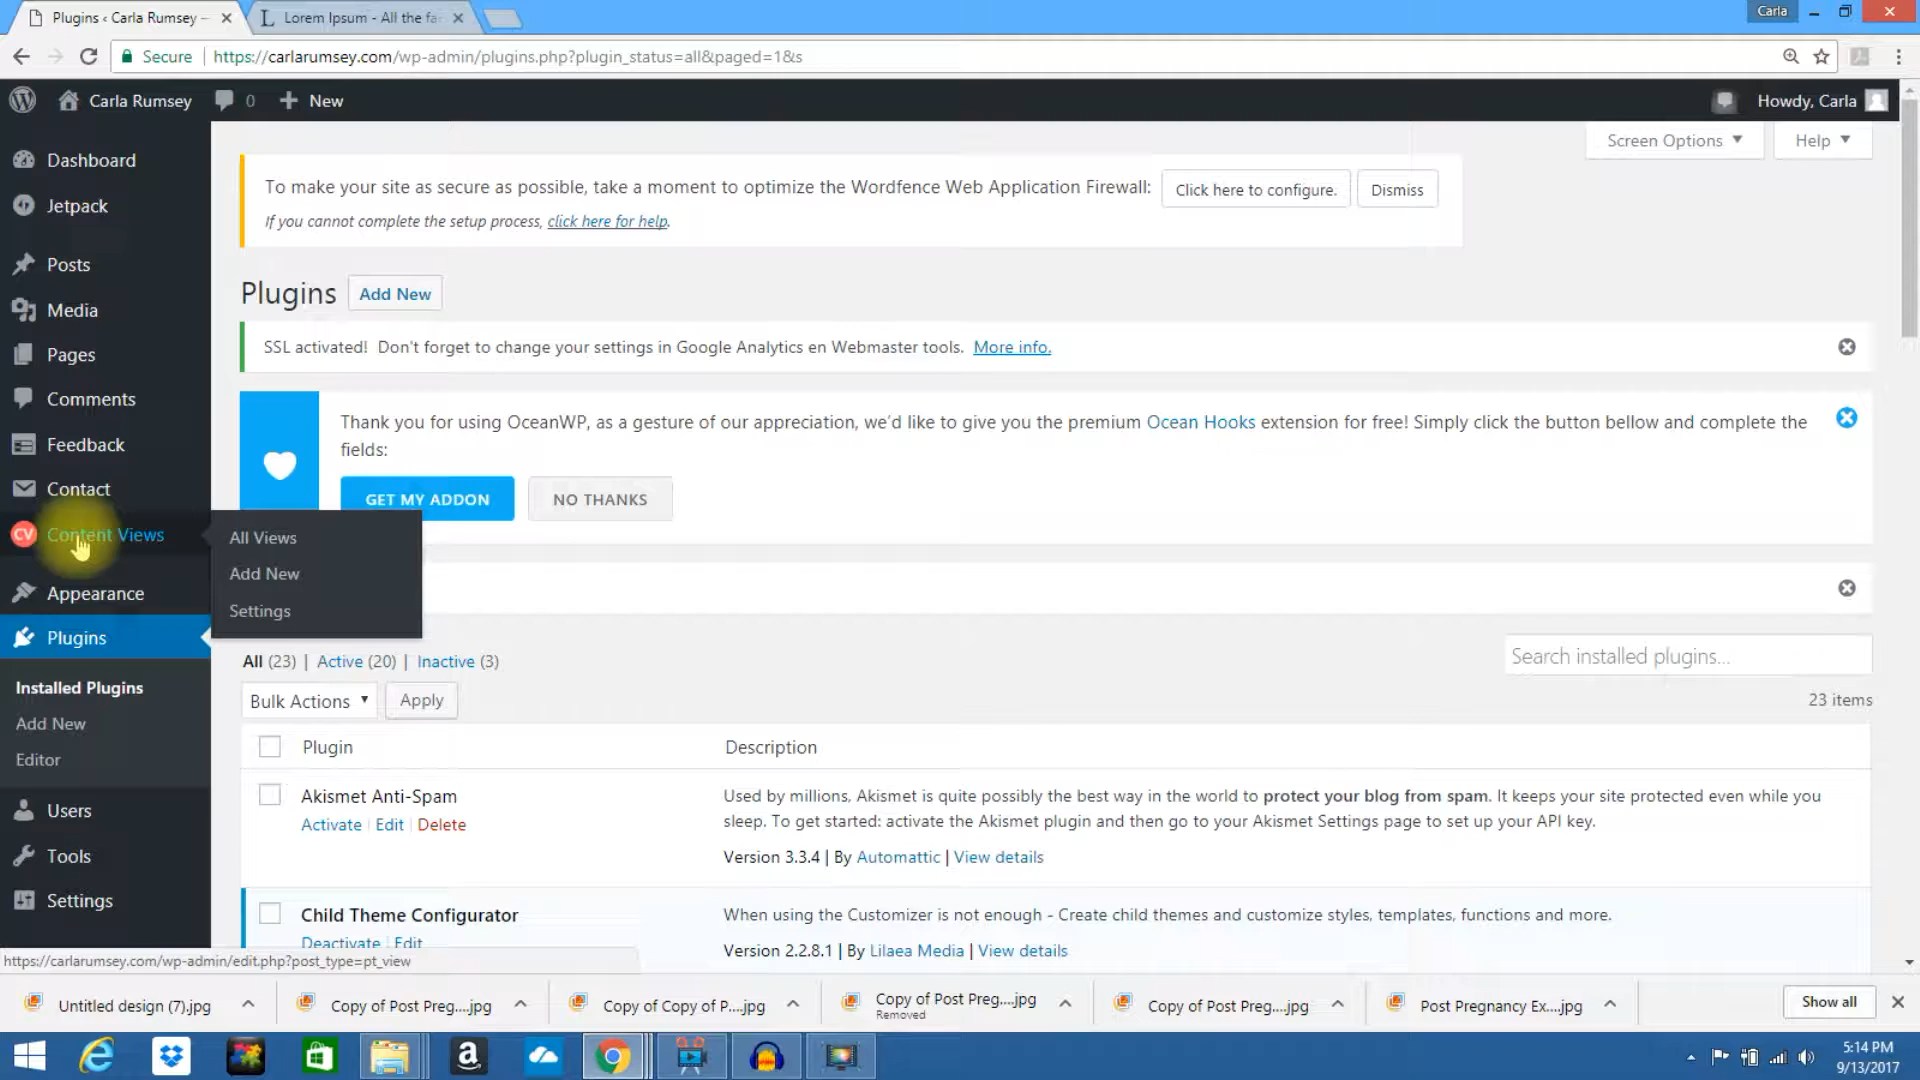 Plugins ‹ Carla Rumsey —
Lorem Ipsum - All the fa
Carla
Secure
https://carlarumsey.com/wp-admin/plugins.php?plugin_status=all&paged=1&s
Carla Rumsey
0
New
Howdy, Carla
Screen Options
Help
Dashboard
Jetpack
Posts
Media
Pages
Comments
Feedback
Contact
CV
Content Views
Appearance
Plugins
Installed Plugins
Add New
Editor
Users
Tools
Settings
All Views
Add New
Settings
To make your site as secure as possible, take a moment to optimize the Wordfence Web Application Firewall:
Click here to configure.
Dismiss
If you cannot complete the setup process, click here for help.
Plugins
Add New
SSL activated! Don't forget to change your settings in Google Analytics en Webmaster tools. More info.
Thank you for using OceanWP, as a gesture of our appreciation, we'd like to give you the premium Ocean Hooks extension for free! Simply click the button bellow and complete the
fields:
GET MY ADDON
NO THANKS
All (23) | Active (20) | Inactive (3)
Search installed plugins...
Bulk Actions
Apply
23 items
Plugin
Description
Akismet Anti-Spam
Activate | Edit | Delete
Used by millions, Akismet is quite possibly the best way in the world to protect your blog from spam. It keeps your site protected even while you
sleep. To get started: activate the Akismet plugin and then go to your Akismet Settings page to set up your API key.
Version 3.3.4 | By Automattic | View details
Child Theme Configurator
Deactivate | Edit
When using the Customizer is not enough - Create child themes and customize styles, templates, functions and more.
Version 2.2.8.1 | By Lilaea Media | View details
https://carlarumsey.com/wp-admin/edit.php?post_type=pt_view
Untitled design (7).jpg
Copy of Post Preg....jpg
Copy of Copy of P....jpg
Copy of Post Preg....jpg
Removed
Copy of Post Preg....jpg
Post Pregnancy Ex....jpg
Show all
5:14 PM
9/13/2017